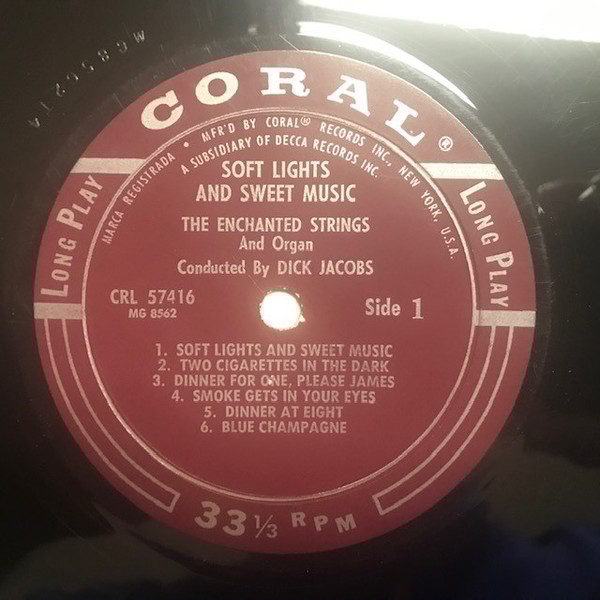 CORAL®
MARCA REGISTRADA • MFR'D BY CORAL® RECORDS INC., NEW YORK, U.S.A.
A SUBSIDIARY OF DECCA RECORDS INC.
SOFT LIGHTS
AND SWEET MUSIC
THE ENCHANTED STRINGS
And Organ
Conducted By DICK JACOBS
LONG PLAY
LONG PLAY
CRL 57416
MG 8562
Side 1
1. SOFT LIGHTS AND SWEET MUSIC
2. TWO CIGARETTES IN THE DARK
3. DINNER FOR ONE, PLEASE JAMES
4. SMOKE GETS IN YOUR EYES
5. DINNER AT EIGHT
6. BLUE CHAMPAGNE
33 1/3 RPM